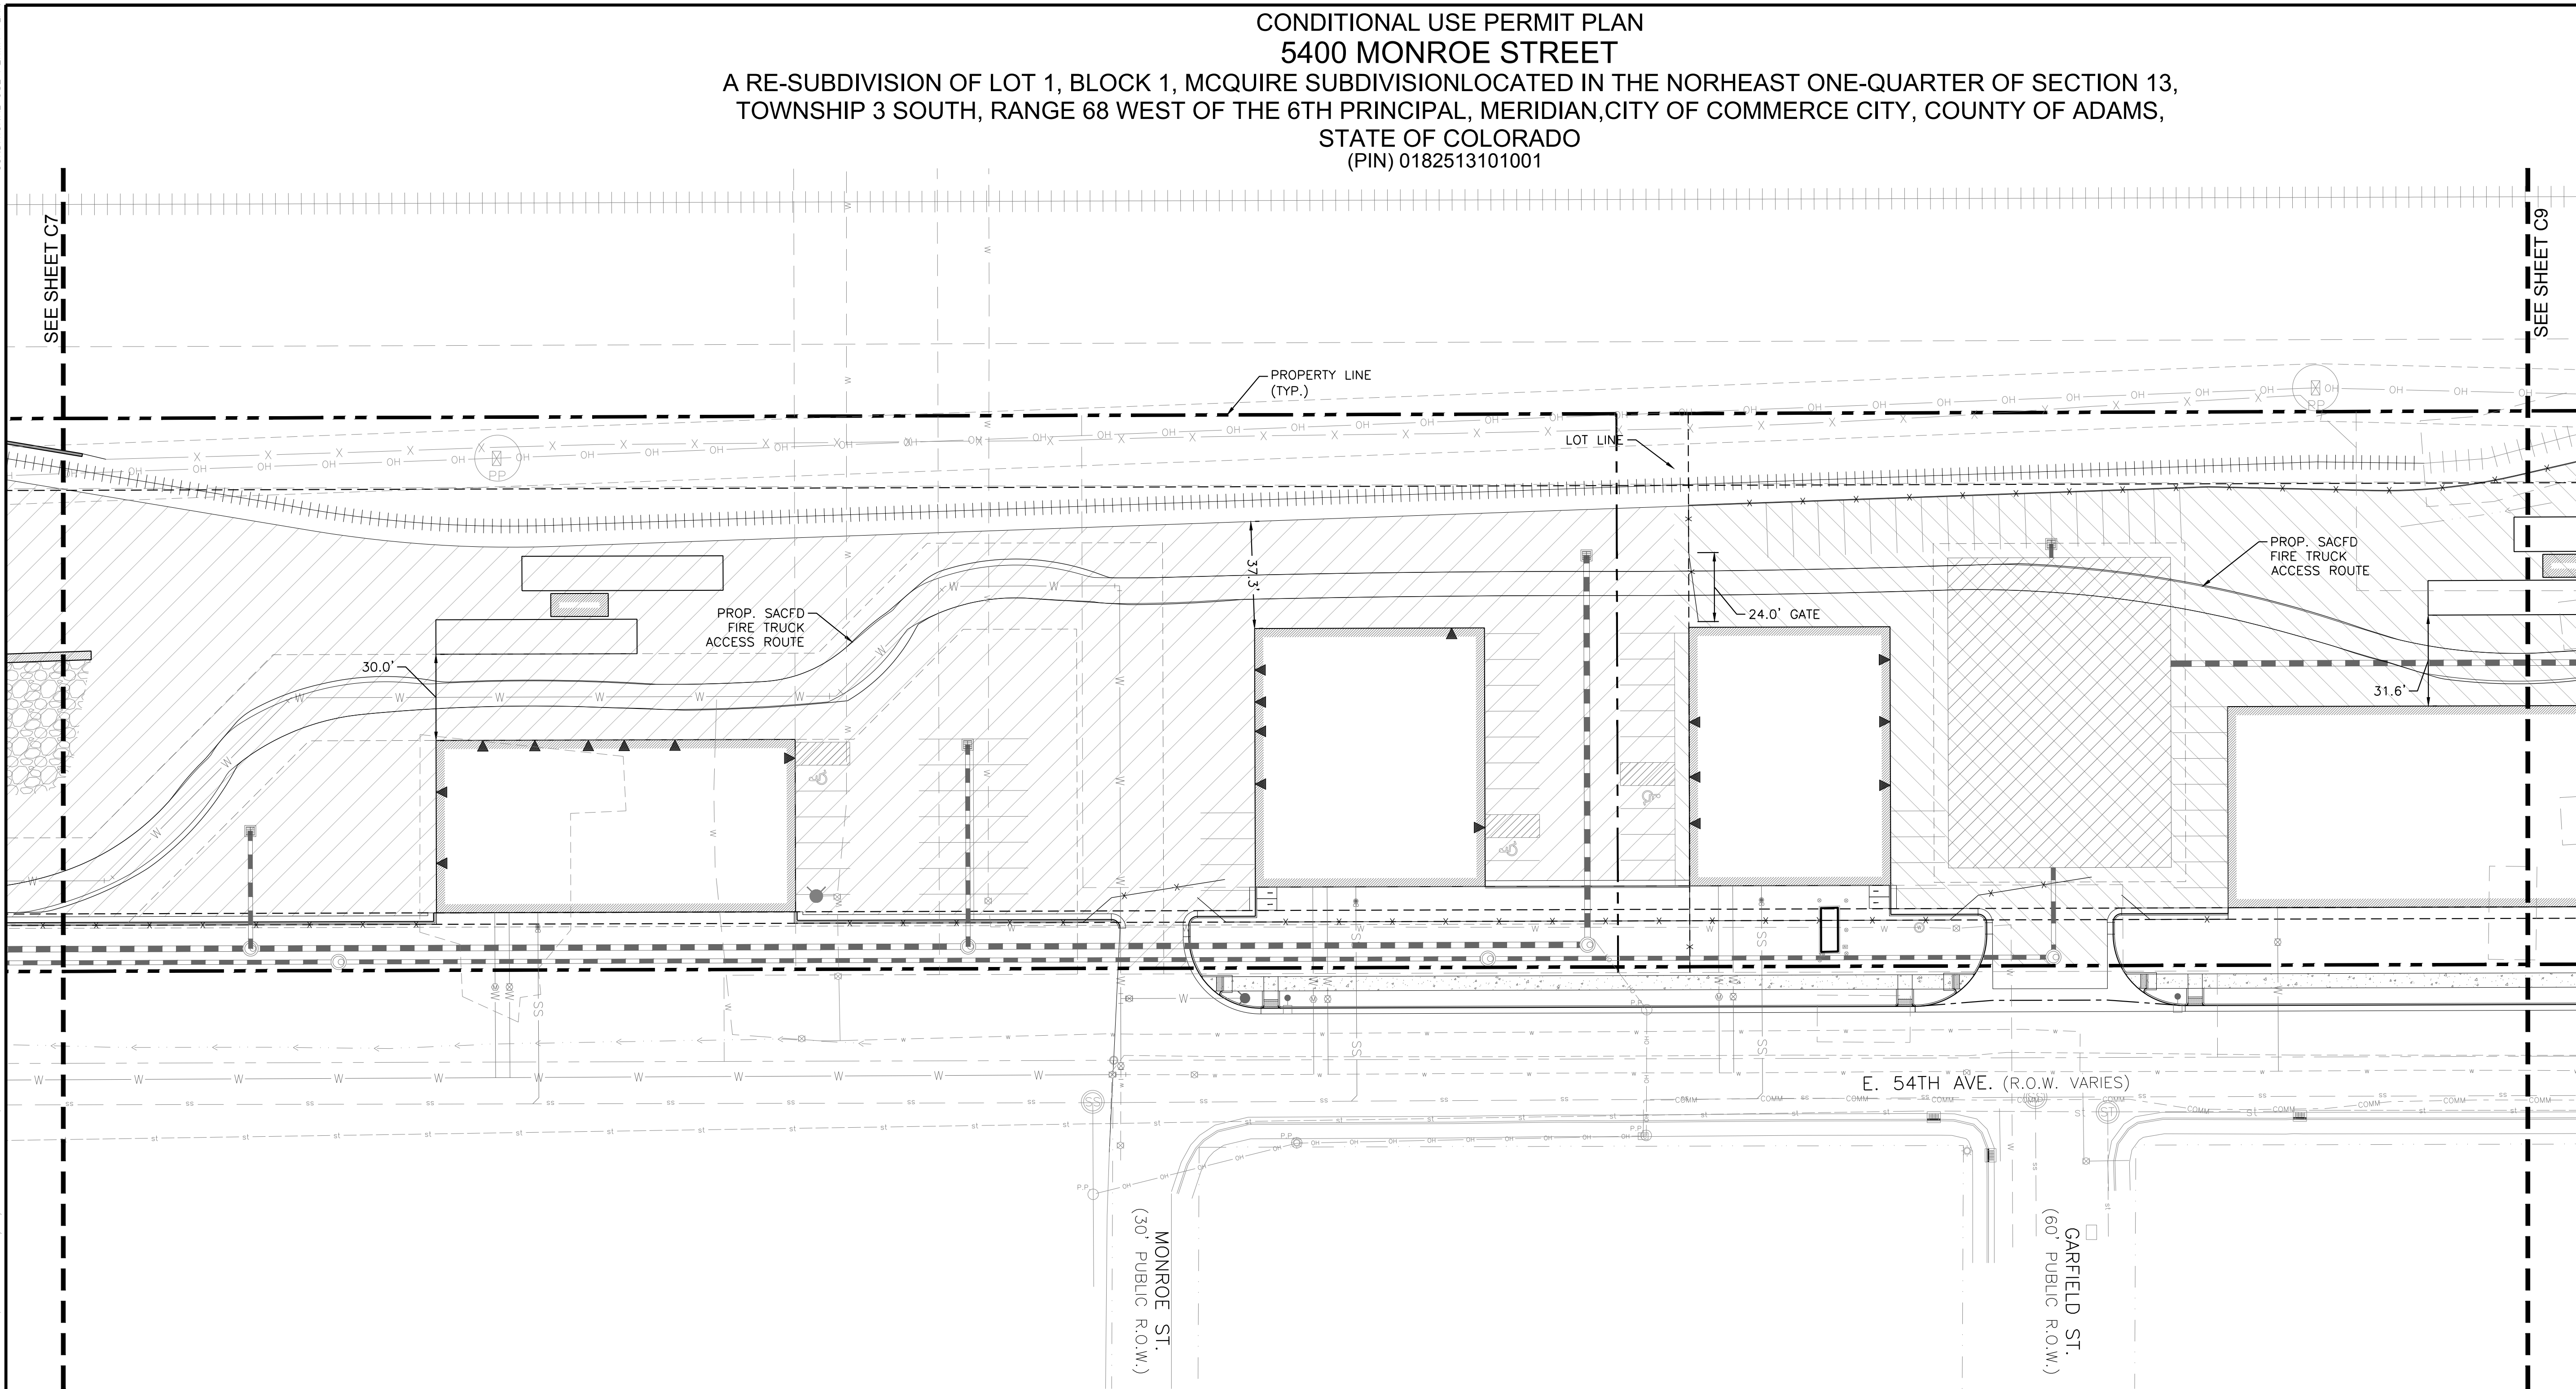 CONDITIONAL USE PERMIT PLAN
5400 MONROE STREET
A RE-SUBDIVISION OF LOT 1, BLOCK 1, MCQUIRE SUBDIVISIONLOCATED IN THE NORHEAST ONE-QUARTER OF SECTION 13,
TOWNSHIP 3 SOUTH, RANGE 68 WEST OF THE 6TH PRINCIPAL, MERIDIAN,CITY OF COMMERCE CITY, COUNTY OF ADAMS,
STATE OF COLORADO
(PIN) 0182513101001
SEE SHEET C7
SEE SHEET C9
PROPERTY LINE
(TYP.)
LOT LINE
PP
PP
37.3'
24.0' GATE
PROP. SACFD
FIRE TRUCK
ACCESS ROUTE
PROP. SACFD
FIRE TRUCK
ACCESS ROUTE
30.0'
31.6'
E. 54TH AVE. (R.O.W. VARIES)
MONROE ST.
(30' PUBLIC R.O.W.)
GARFIELD ST.
(60' PUBLIC R.O.W.)
P.P.
P.P.
P.P.
P.P.
SS
ST